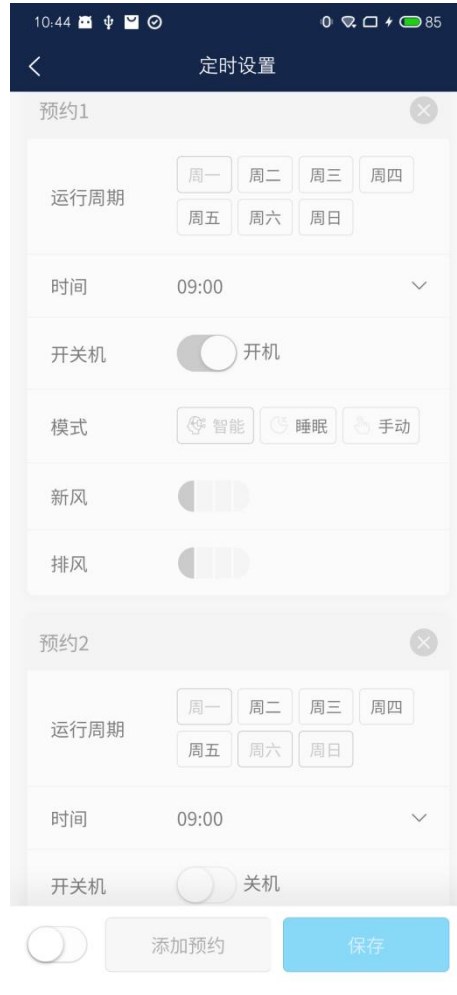 10:44 85
定时设置
预约1
运行周期
周一 周二 周三 周四
周五 周六 周日
时间 09:00
开关机 开机
模式 智能 睡眠 手动
新风
排风
预约2
运行周期
周一 周二 周三 周四
周五 周六 周日
时间 09:00
开关机 关机
添加预约 保存